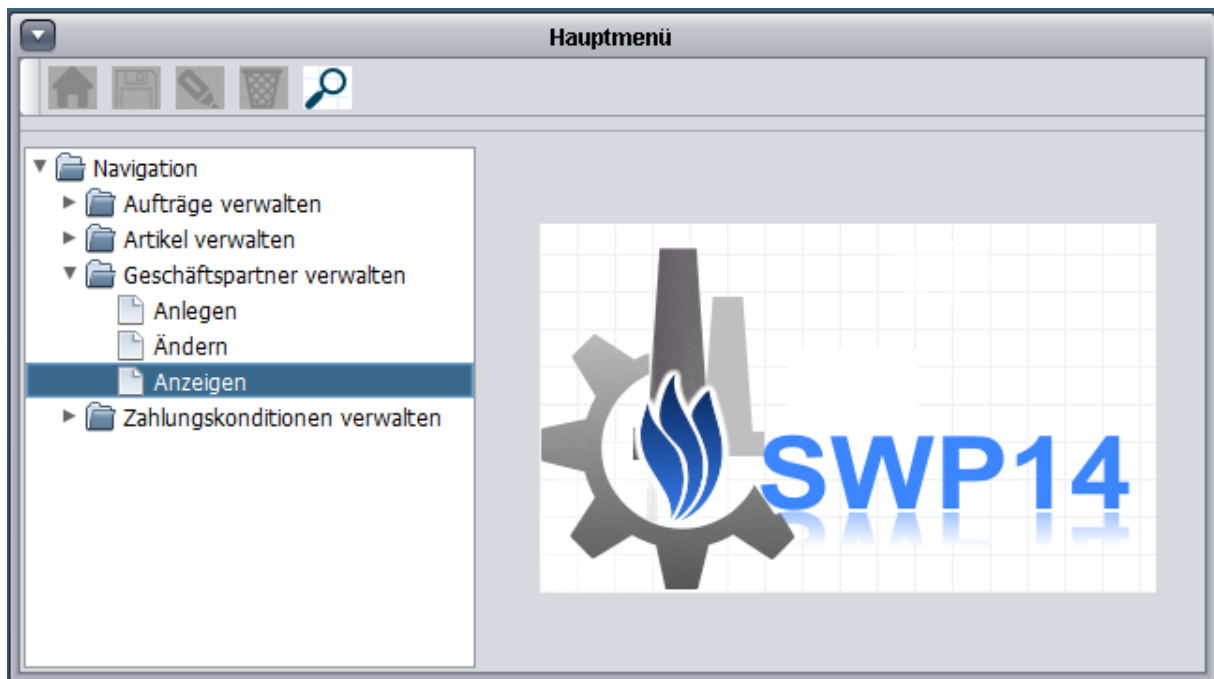 Hauptmenü
Navigation
Aufträge verwalten
Artikel verwalten
Geschäftspartner verwalten
Anlegen
Ändern
Anzeigen
Zahlungskonditionen verwalten
SWP14